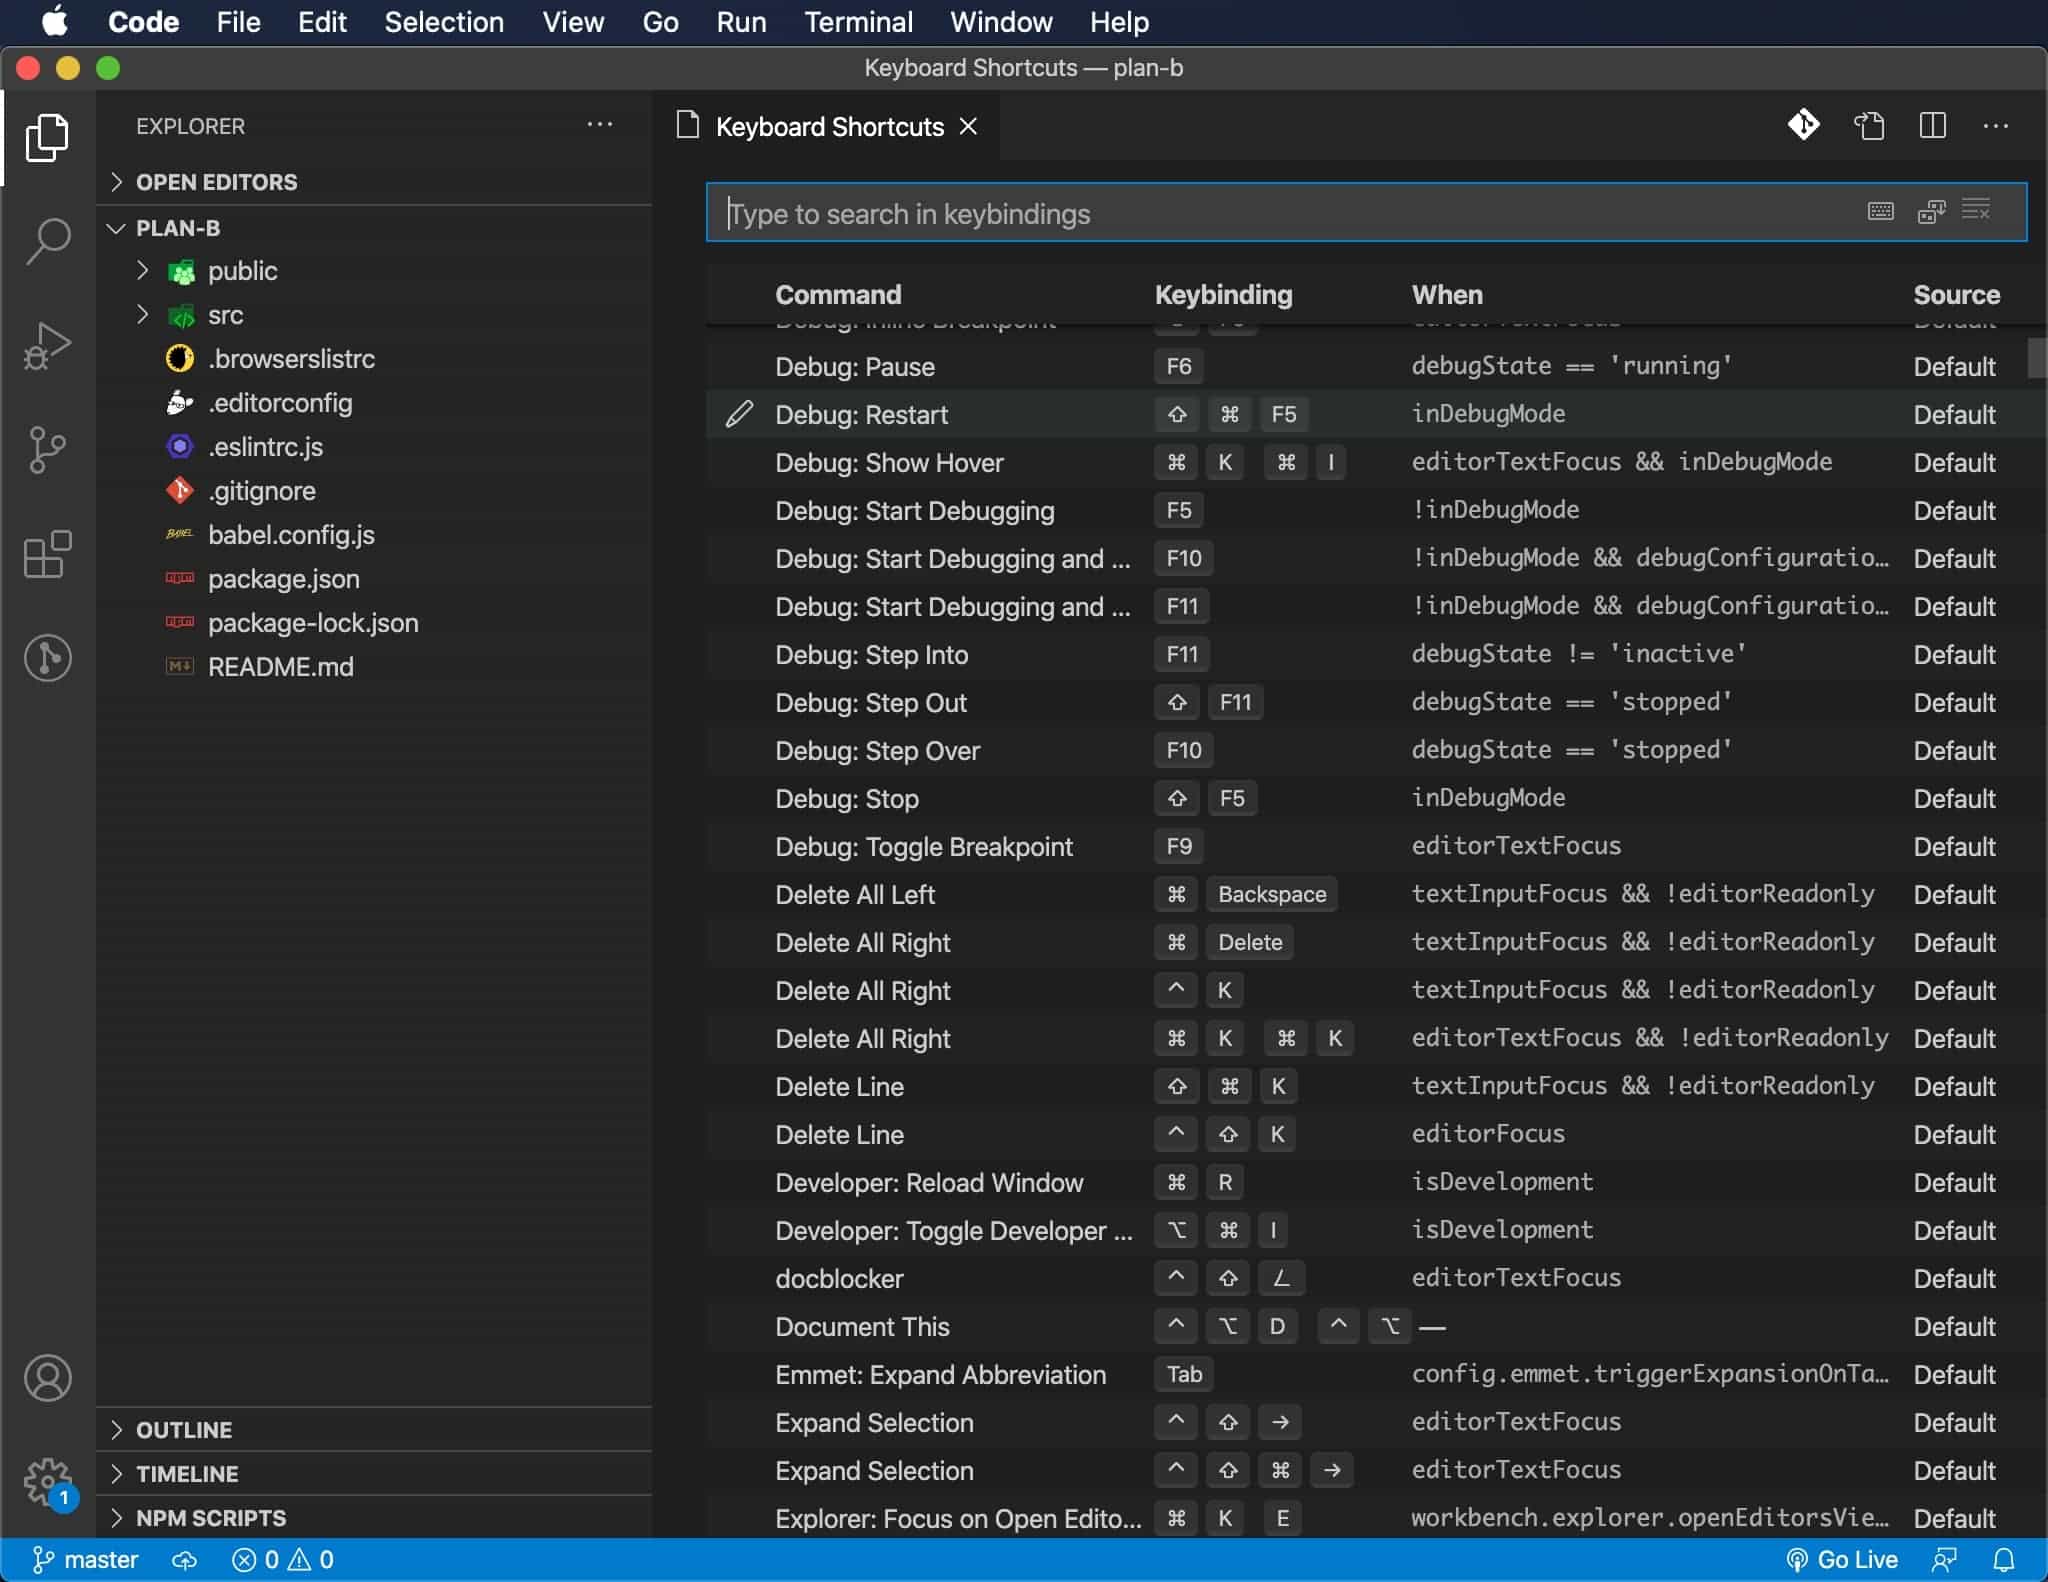 Code File Edit Selection View Go Run Terminal Window Help
Keyboard Shortcuts — plan-b
EXPLORER
OPEN EDITORS
PLAN-B
public
src
.browserslistrc
.editorconfig
.eslintrc.js
.gitignore
babel.config.js
package.json
package-lock.json
README.md
OUTLINE
TIMELINE
NPM SCRIPTS
1
Keyboard Shortcuts
Type to search in keybindings
Command Keybinding When Source
Debug: Inline Breakpoint editorTextFocus Default
Debug: Pause F6 debugState == 'running' Default
Debug: Restart ⇧ ⌘ F5 inDebugMode Default
Debug: Show Hover ⌘ K ⌘ I editorTextFocus && inDebugMode Default
Debug: Start Debugging F5 !inDebugMode Default
Debug: Start Debugging and ... F10 !inDebugMode && debugConfiguratio… Default
Debug: Start Debugging and ... F11 !inDebugMode && debugConfiguratio… Default
Debug: Step Into F11 debugState != 'inactive' Default
Debug: Step Out ⇧ F11 debugState == 'stopped' Default
Debug: Step Over F10 debugState == 'stopped' Default
Debug: Stop ⇧ F5 inDebugMode Default
Debug: Toggle Breakpoint F9 editorTextFocus Default
Delete All Left ⌘ Backspace textInputFocus && !editorReadonly Default
Delete All Right ⌘ Delete textInputFocus && !editorReadonly Default
Delete All Right ^ K textInputFocus && !editorReadonly Default
Delete All Right ⌘ K ⌘ K editorTextFocus && !editorReadonly Default
Delete Line ⇧ ⌘ K textInputFocus && !editorReadonly Default
Delete Line ^ ⇧ K editorFocus Default
Developer: Reload Window ⌘ R isDevelopment Default
Developer: Toggle Developer ... ⌥ ⌘ I isDevelopment Default
docblocker ^ ⇧ ∠ editorTextFocus Default
Document This ^ ⌥ D ^ ⌥ — Default
Emmet: Expand Abbreviation Tab config.emmet.triggerExpansionOnTa… Default
Expand Selection ^ ⇧ → editorTextFocus Default
Expand Selection ^ ⇧ ⌘ → editorTextFocus Default
Explorer: Focus on Open Edito... ⌘ K E workbench.explorer.openEditorsVie… Default
master 0 0 Go Live